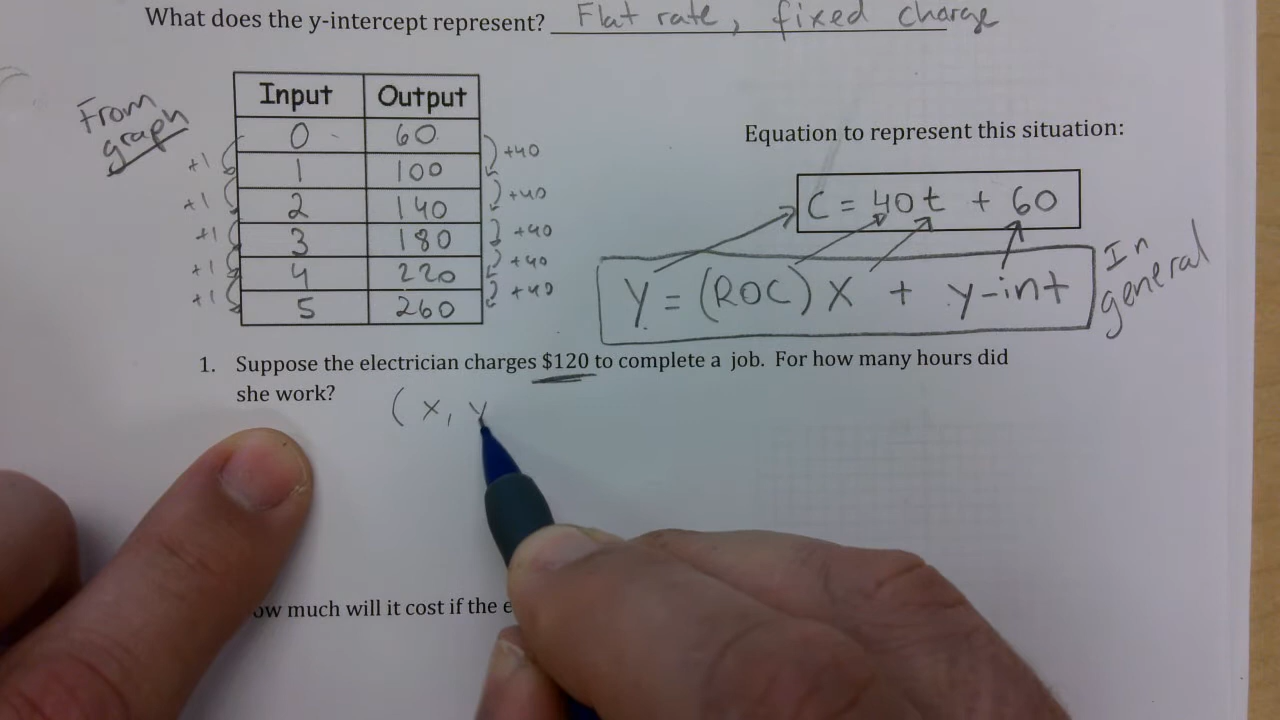 What does the y-intercept represent? Flat rate, fixed charge
From graph
Input Output
0 60
1 100
2 140
3 180
4 220
5 260
+1
+1
+1
+1
+1
+40
+40
+40
+40
+40
Equation to represent this situation:
C = 40t + 60
Y = (ROC) X + y-int
In general
1. Suppose the electrician charges $120 to complete a job. For how many hours did
she work?
(x, y
ow much will it cost if the e